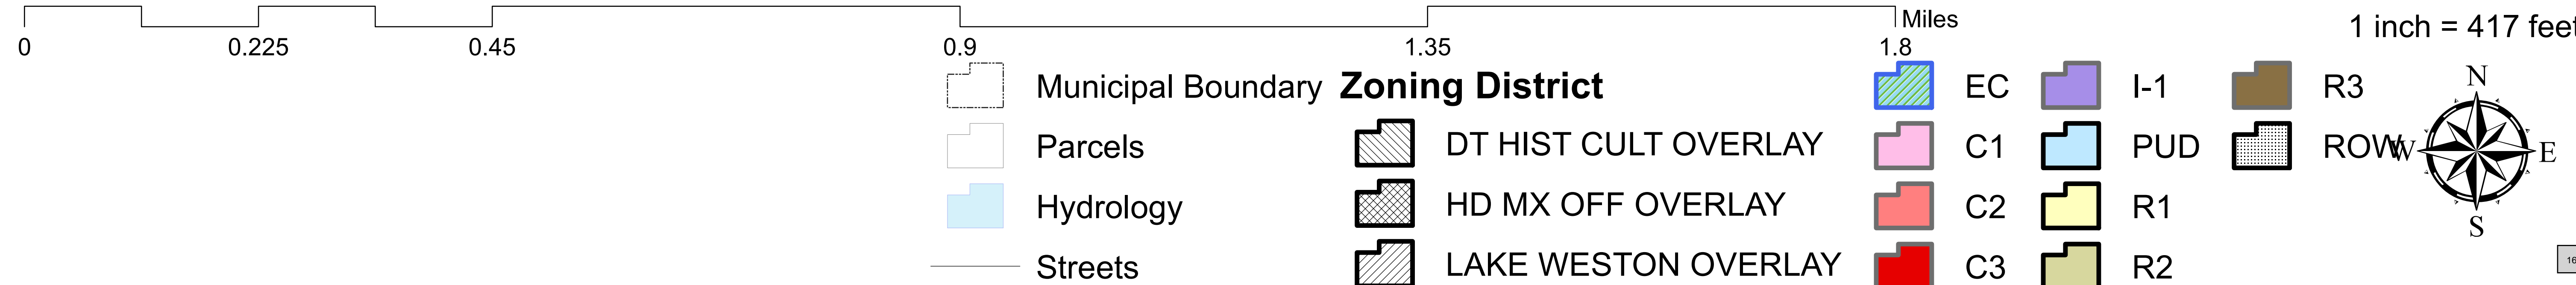 Miles
0 0.225 0.45 0.9 1.35 1.8
1 inch = 417 feet
Municipal Boundary
Parcels
Hydrology
Streets
Zoning District
DT HIST CULT OVERLAY
HD MX OFF OVERLAY
LAKE WESTON OVERLAY
EC
C1
C2
C3
I-1
PUD
R1
R2
R3
ROW
N
W E
S
16